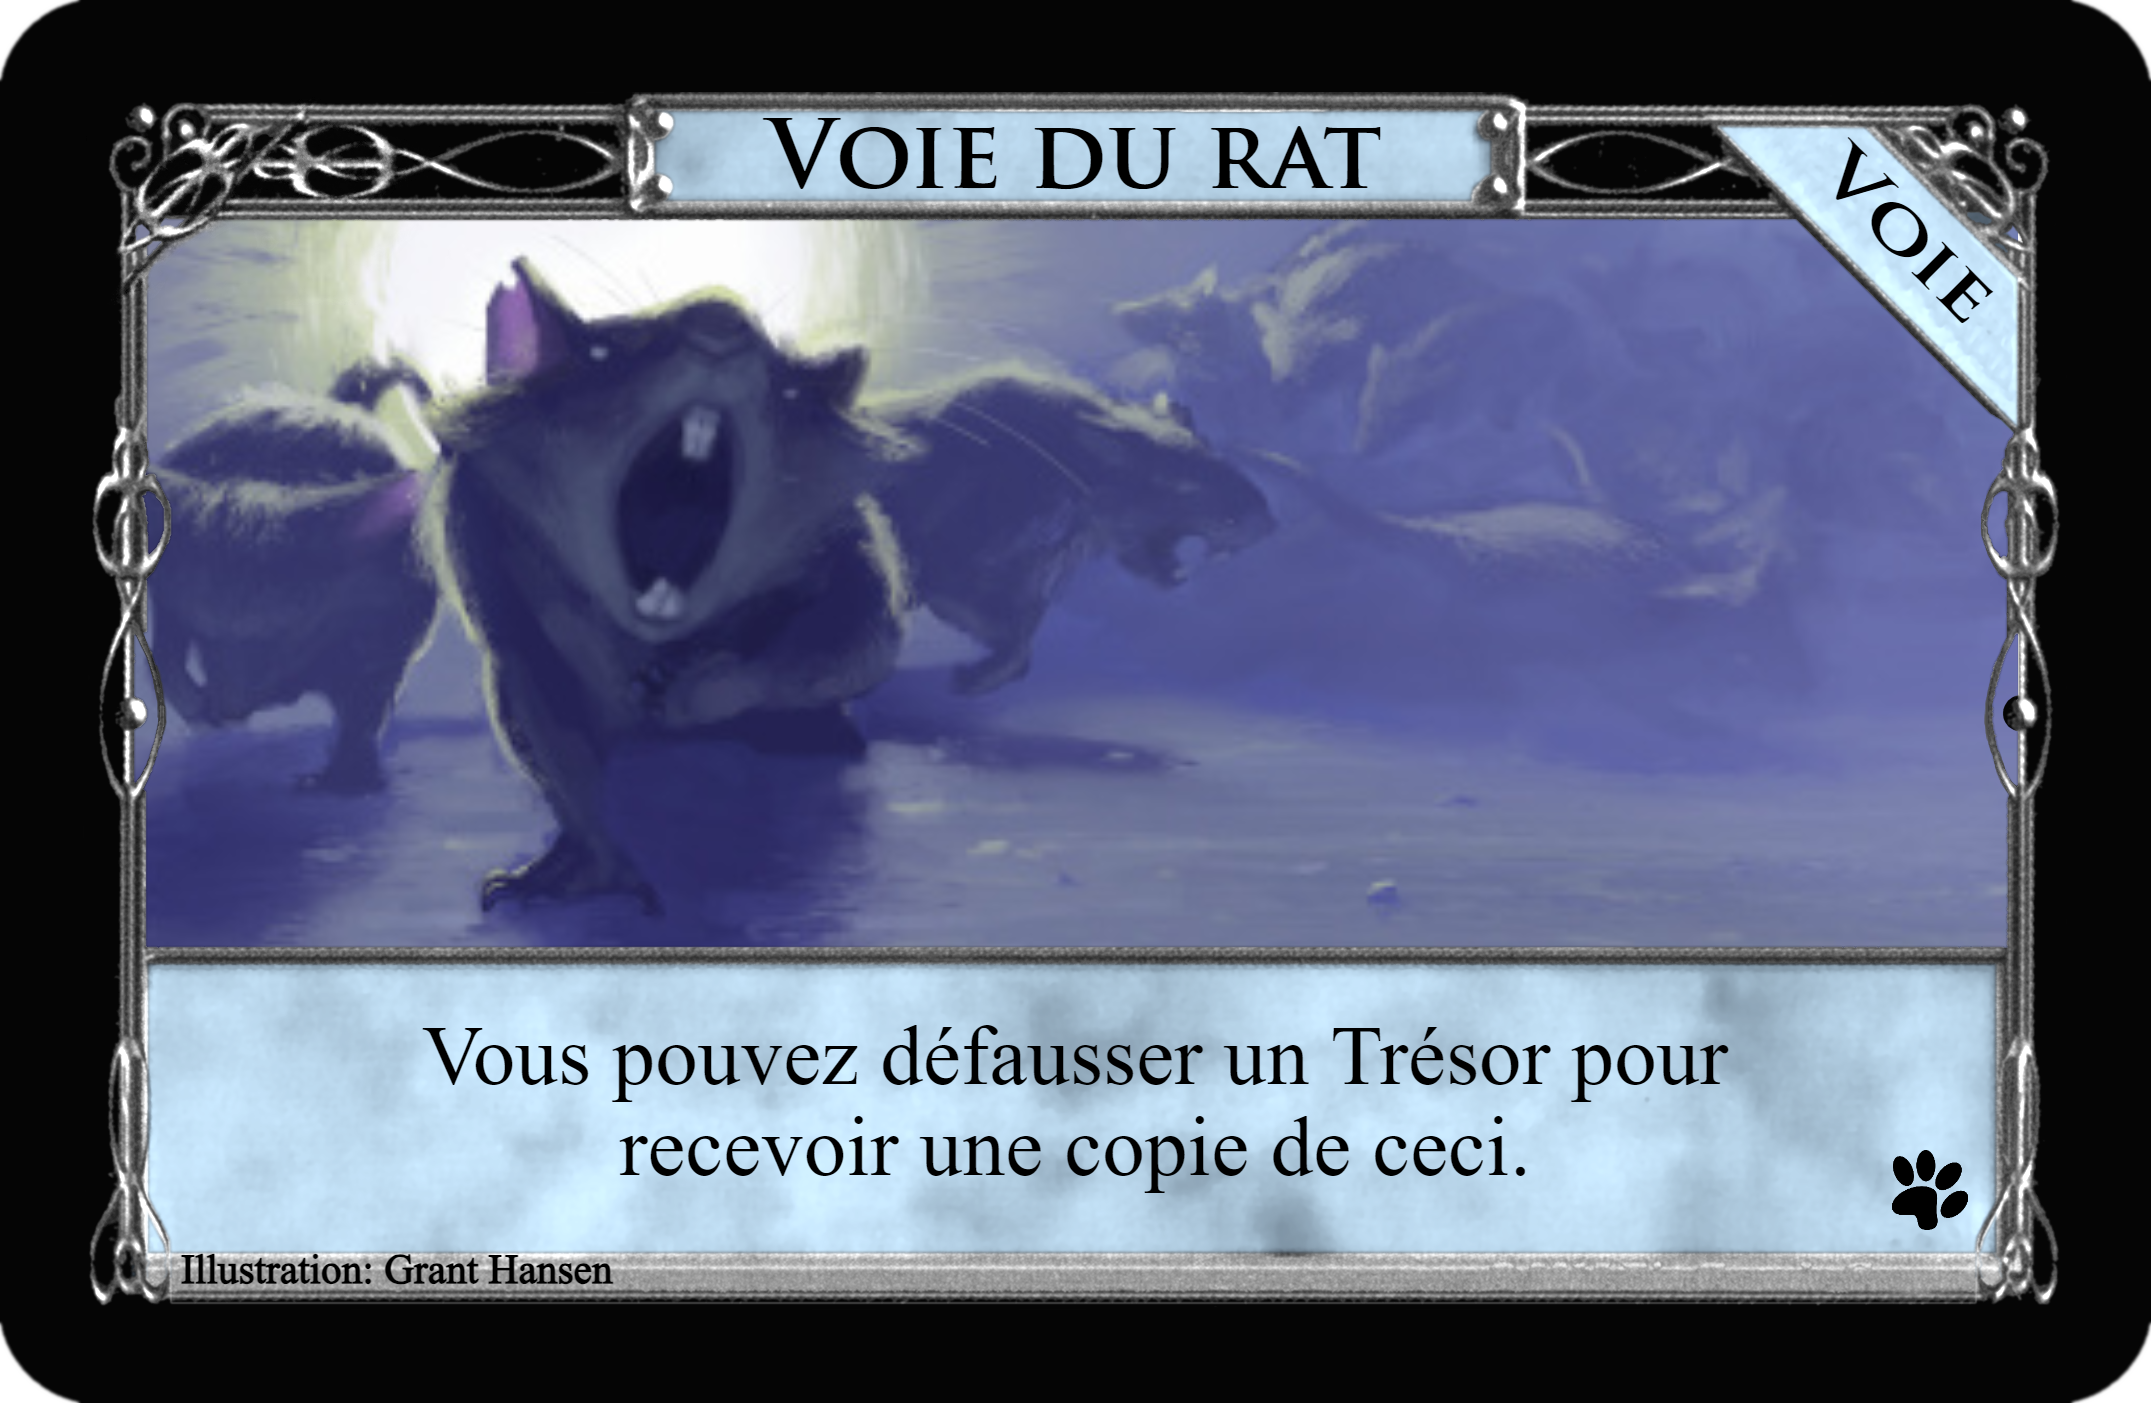 VOIE DU RAT
VOIE
Vous pouvez défausser un Trésor pour
recevoir une copie de ceci.
Illustration: Grant Hansen